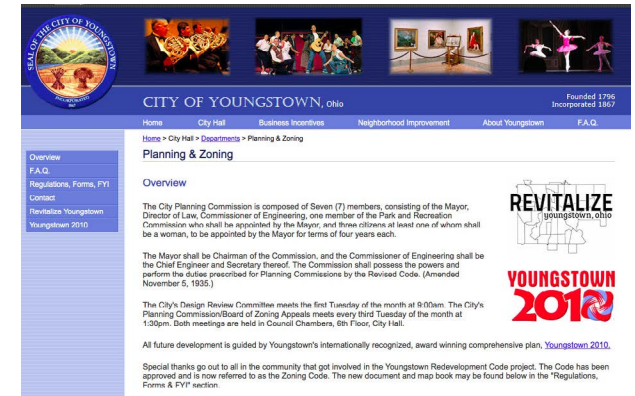 SEAL OF THE CITY OF YOUNGSTOWN
INCORPORATED
1867
CITY OF YOUNGSTOWN, Ohio
Founded 1796
Incorporated 1867
Home City Hall Business Incentives Neighborhood Improvement About Youngstown F.A.Q.
Home > City Hall > Departments > Planning & Zoning
Overview
F.A.Q.
Regulations, Forms, FYI
Contact
Revitalize Youngstown
Youngstown 2010
Planning & Zoning
Overview
The City Planning Commission is composed of Seven (7) members, consisting of the Mayor,
Director of Law, Commissioner of Engineering, one member of the Park and Recreation
Commission who shall be appointed by the Mayor, and three citizens at least one of whom shall
be a woman, to be appointed by the Mayor for terms of four years each.
The Mayor shall be Chairman of the Commission, and the Commissioner of Engineering shall be
the Chief Engineer and Secretary thereof. The Commission shall possess the powers and
perform the duties prescribed for Planning Commissions by the Revised Code. (Amended
November 5, 1935.)
The City's Design Review Committee meets the first Tuesday of the month at 9:00am. The City's
Planning Commission/Board of Zoning Appeals meets every third Tuesday of the month at
1:30pm. Both meetings are held in Council Chambers, 6th Floor, City Hall.
REVITALIZE
youngstown, ohio
YOUNGSTOWN
2010
All future development is guided by Youngstown's internationally recognized, award winning comprehensive plan, Youngstown 2010.
Special thanks go out to all in the community that got involved in the Youngstown Redevelopment Code project. The Code has been
approved and is now referred to as the Zoning Code. The new document and map book may be found below in the "Regulations,
Forms & FYI" section.